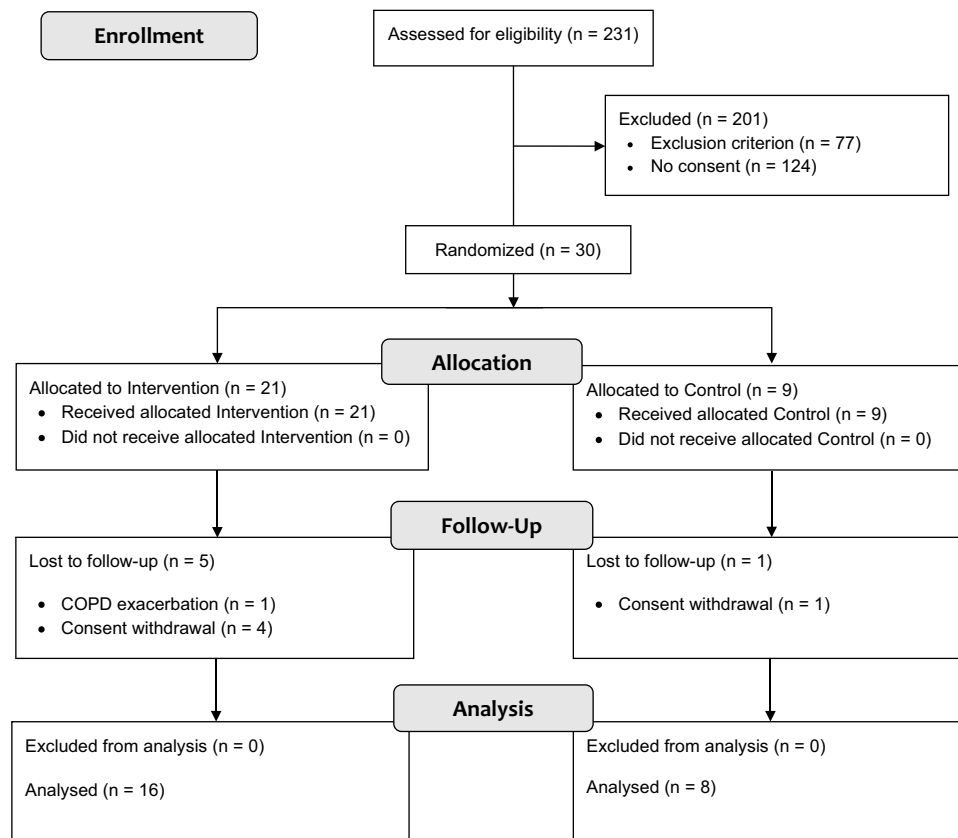 Enrollment
Assessed for eligibility (n = 231)
Excluded (n = 201)
• Exclusion criterion (n = 77)
• No consent (n = 124)
Randomized (n = 30)
Allocation
Allocated to Intervention (n = 21)
• Received allocated Intervention (n = 21)
• Did not receive allocated Intervention (n = 0)
Allocated to Control (n = 9)
• Received allocated Control (n = 9)
• Did not receive allocated Control (n = 0)
Follow-Up
Lost to follow-up (n = 5)
• COPD exacerbation (n = 1)
• Consent withdrawal (n = 4)
Lost to follow-up (n = 1)
• Consent withdrawal (n = 1)
Analysis
Excluded from analysis (n = 0)
Analysed (n = 16)
Excluded from analysis (n = 0)
Analysed (n = 8)